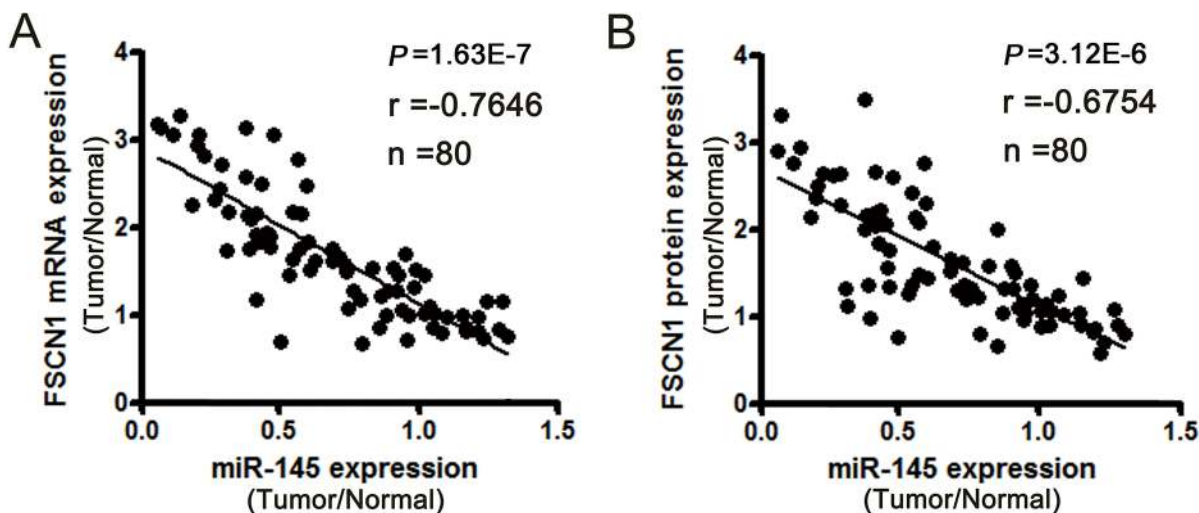 A
FSCN1 mRNA expression
(Tumor/Normal)
4
3
2
1
0
P=1.63E-7
r =-0.7646
n =80
0.0 0.5 1.0 1.5
miR-145 expression
(Tumor/Normal)
B
FSCN1 protein expression
(Tumor/Normal)
4
3
2
1
0
P=3.12E-6
r =-0.6754
n =80
0.0 0.5 1.0 1.5
miR-145 expression
(Tumor/Normal)